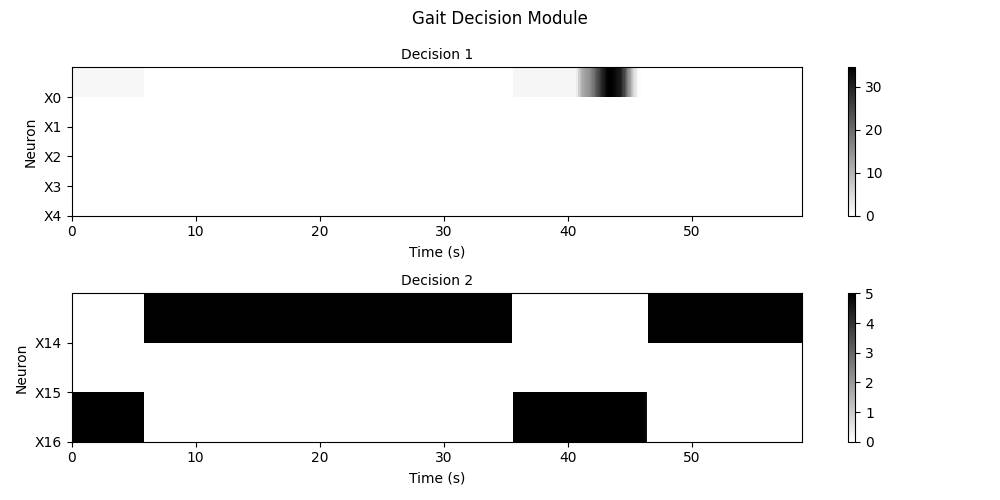 Gait Decision Module
Decision 1
Neuron
X0
X1
X2
X3
X4
0 10 20 30 40 50
Time (s)
30
20
10
0
Decision 2
Neuron
X14
X15
X16
0 10 20 30 40 50
Time (s)
5
4
3
2
1
0